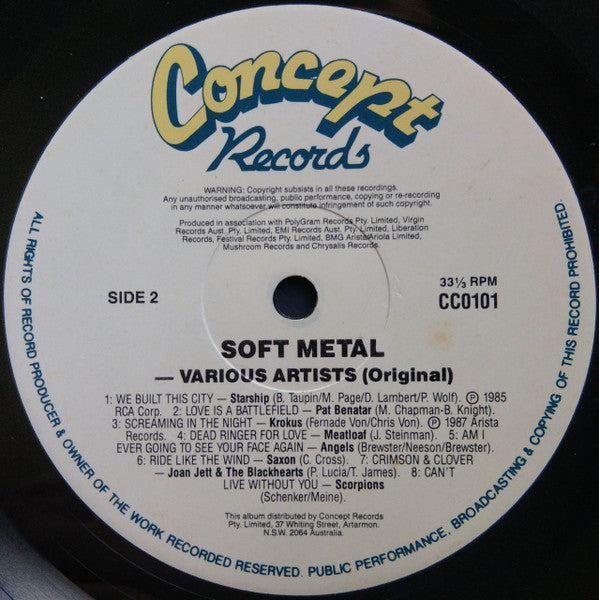 Concept
Records
WARNING: Copyright subsists in all these recordings.
Any unauthorised broadcasting, public performance, copying or re-recording
in any manner whatsoever will constitute infringement of such copyright.
Produced in association with PolyGram Records Pty. Limited, Virgin
Records Aust. Pty. Limited, EMI Records Aust. Pty. Limited, Liberation
Records, Festival Records Pty. Limited, BMG Arista/Ariola Limited,
Mushroom Records and Chrysalis Records.
SIDE 2
33⅓ RPM
CC0101
SOFT METAL
— VARIOUS ARTISTS (Original)
1: WE BUILT THIS CITY – Starship (B. Taupin/M. Page/D. Lambert/P. Wolf). ℗ 1985
RCA Corp. 2: LOVE IS A BATTLEFIELD – Pat Benatar (M. Chapman-B. Knight).
3: SCREAMING IN THE NIGHT – Krokus (Fernade Von/Chris Von). ℗ 1987 Arista
Records. 4: DEAD RINGER FOR LOVE – Meatloaf (J. Steinman). 5: AM I
EVER GOING TO SEE YOUR FACE AGAIN – Angels (Brewster/Neeson/Brewster).
6: RIDE LIKE THE WIND – Saxon (C. Cross). 7: CRIMSON & CLOVER –
Joan Jett & The Blackhearts (P. Lucia/T. James). 8: CAN'T
LIVE WITHOUT YOU – Scorpions
(Schenker/Meine).
This album distributed by Concept Records
Pty. Limited, 37 Whiting Street, Artarmon.
N.S.W. 2064 Australia.
ALL RIGHTS OF RECORD PRODUCER & OWNER OF THE WORK RECORDED RESERVED. PUBLIC PERFORMANCE, BROADCASTING & COPYING OF THIS RECORD PROHIBITED.